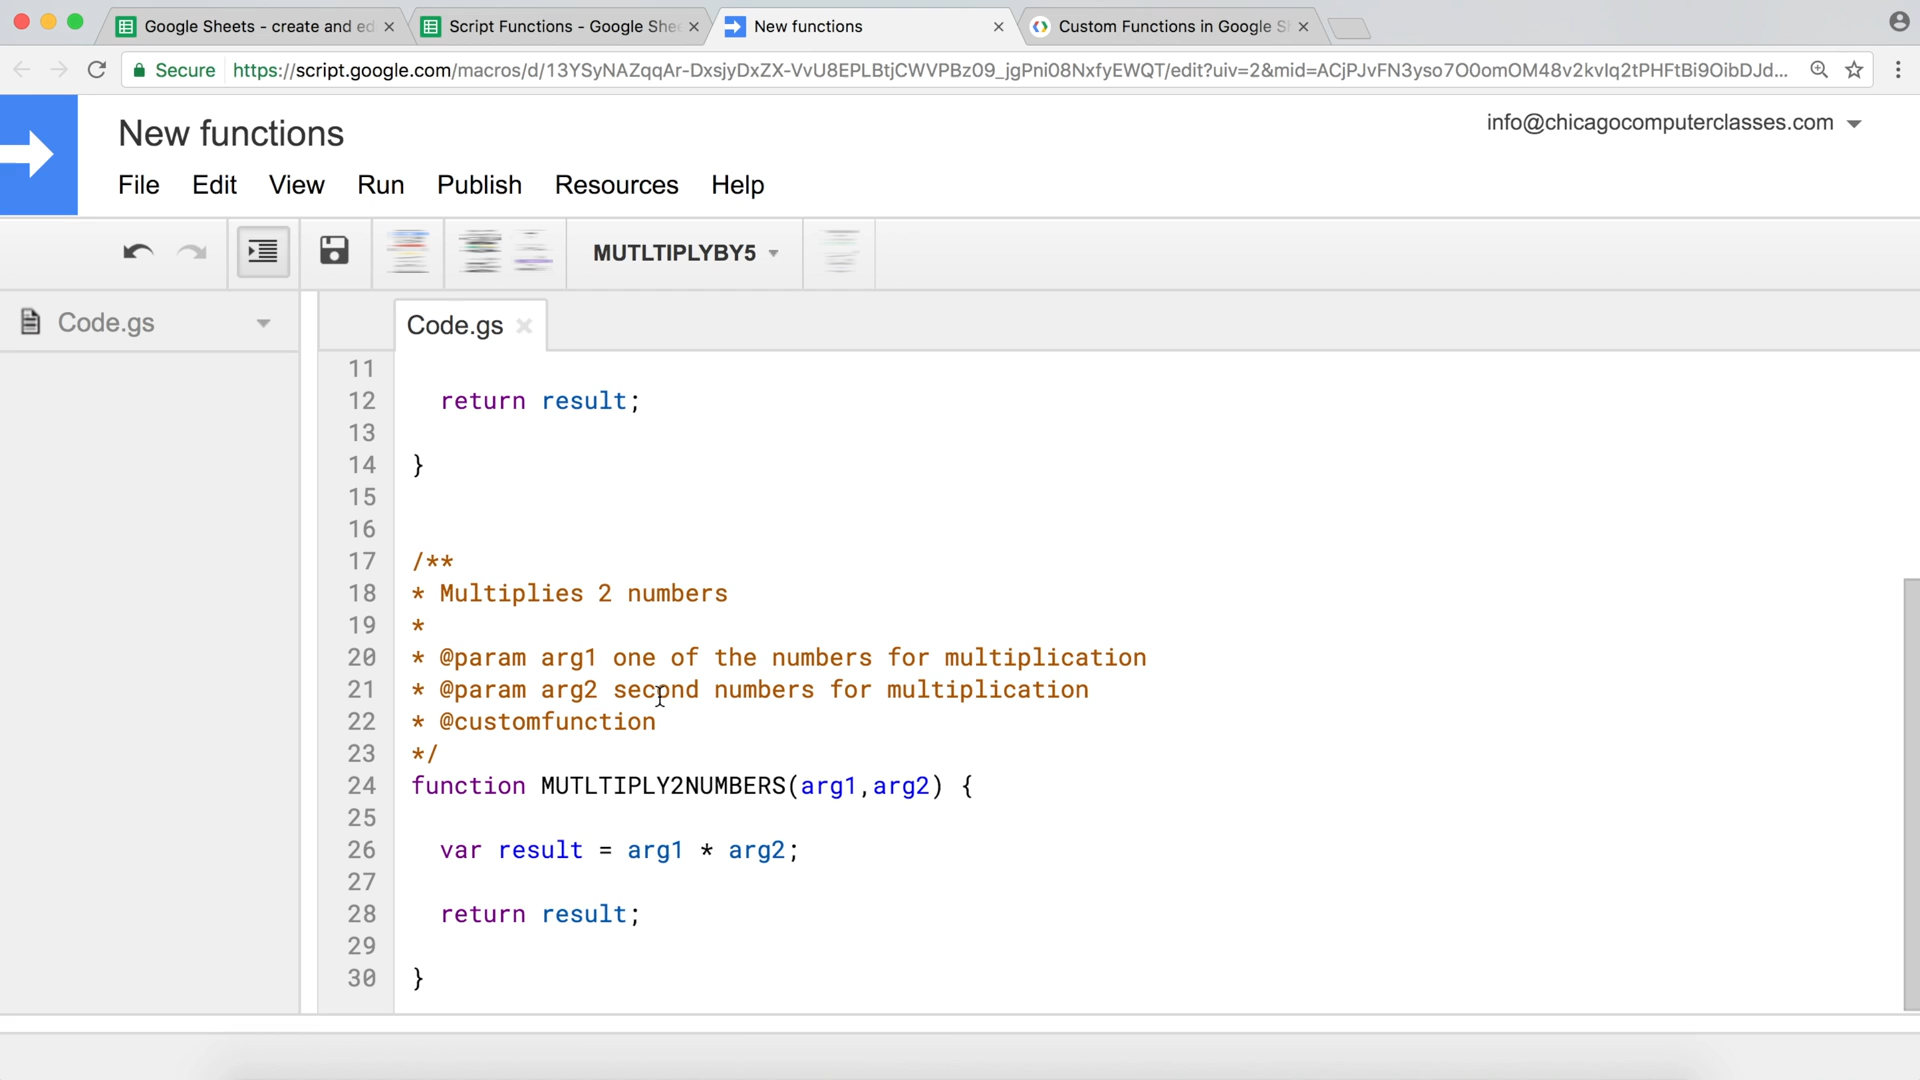 Google Sheets - create and ed
Script Functions - Google Shee
New functions
Custom Functions in Google S
Secure https://script.google.com/macros/d/13YSyNAZqqAr-DxsjyDxZX-VvU8EPLBtjCWVPBz09_jgPni08NxfyEWQT/edit?uiv=2&mid=ACjPJvFN3yso7O0omOM48v2kvIq2tPHFtBi9OibDJd...
New functions
info@chicagocomputerclasses.com
File Edit View Run Publish Resources Help
MUTLTIPLYBY5
Code.gs
Code.gs
11
12 return result;
13
14 }
15
16
17 /**
18 * Multiplies 2 numbers
19 *
20 * @param arg1 one of the numbers for multiplication
21 * @param arg2 second numbers for multiplication
22 * @customfunction
23 */
24 function MUTLTIPLY2NUMBERS(arg1,arg2) {
25
26 var result = arg1 * arg2;
27
28 return result;
29
30 }